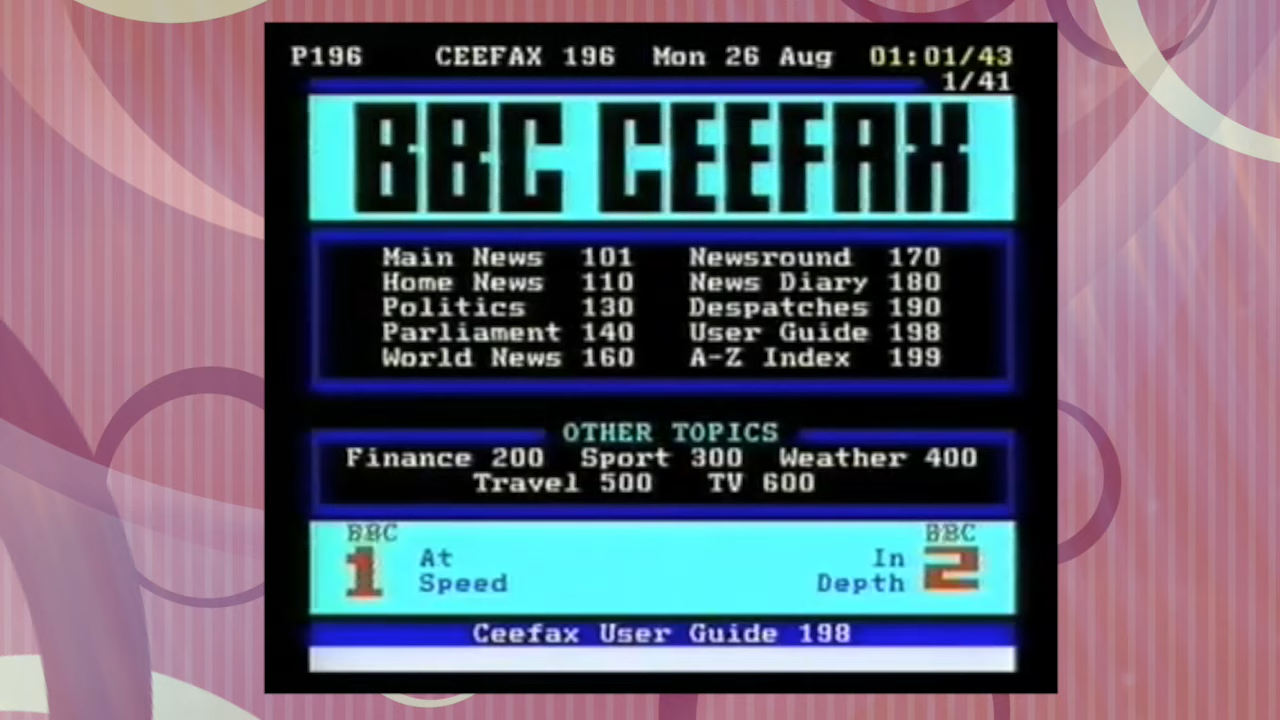 P196 CEEFAX 196 Mon 26 Aug 01:01/43
1/41
BBC CEEFAX
Main News 101 Newsround 170
Home News 110 News Diary 180
Politics 130 Despatches 190
Parliament 140 User Guide 198
World News 160 A-Z Index 199
OTHER TOPICS
Finance 200 Sport 300 Weather 400
Travel 500 TV 600
BBC 1 At Speed
BBC 2 In Depth
Ceefax User Guide 198